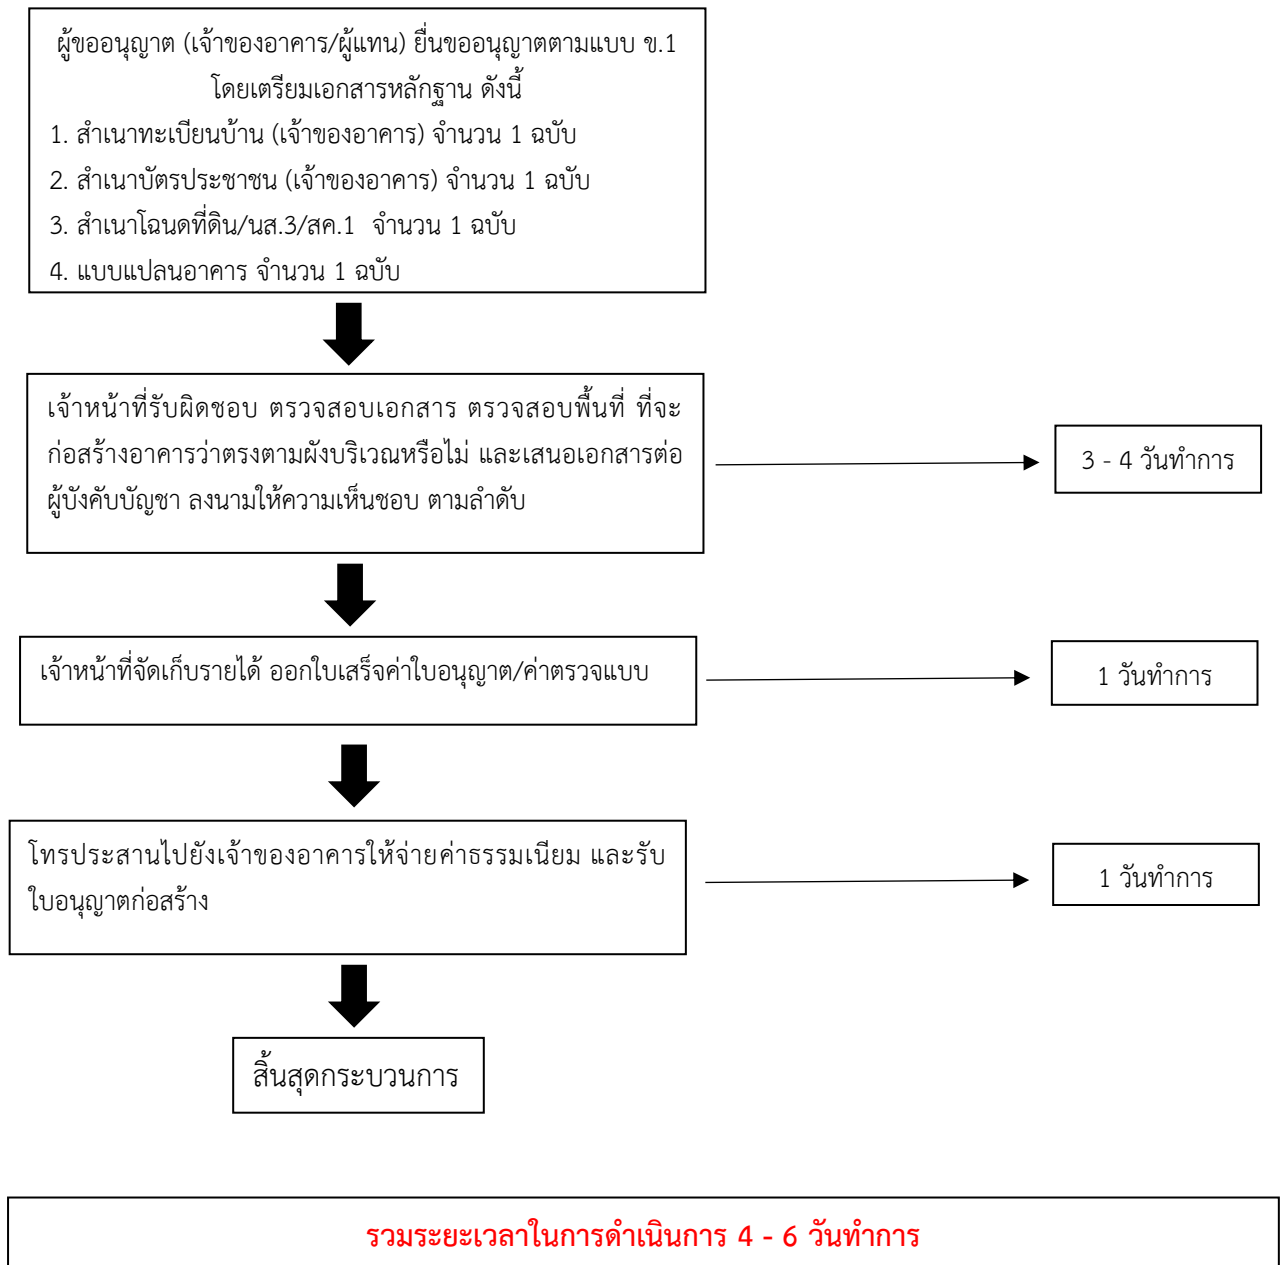 ผู้ขออนุญาต (เจ้าของอาคาร/ผู้แทน) ยื่นขออนุญาตตามแบบ ข.1
โดยเตรียมเอกสารหลักฐาน ดังนี้
1. สำเนาทะเบียนบ้าน (เจ้าของอาคาร) จำนวน 1 ฉบับ
2. สำเนาบัตรประชาชน (เจ้าของอาคาร) จำนวน 1 ฉบับ
3. สำเนาโฉนดที่ดิน/นส.3/สค.1 จำนวน 1 ฉบับ
4. แบบแปลนอาคาร จำนวน 1 ฉบับ
เจ้าหน้าที่รับผิดชอบ ตรวจสอบเอกสาร ตรวจสอบพื้นที่ ที่จะ
ก่อสร้างอาคารว่าตรงตามผังบริเวณหรือไม่ และเสนอเอกสารต่อ
ผู้บังคับบัญชา ลงนามให้ความเห็นชอบ ตามลำดับ
3 - 4 วันทำการ
เจ้าหน้าที่จัดเก็บรายได้ ออกใบเสร็จค่าใบอนุญาต/ค่าตรวจแบบ
1 วันทำการ
โทรประสานไปยังเจ้าของอาคารให้จ่ายค่าธรรมเนียม และรับ
ใบอนุญาตก่อสร้าง
1 วันทำการ
สิ้นสุดกระบวนการ
รวมระยะเวลาในการดำเนินการ 4 - 6 วันทำการ